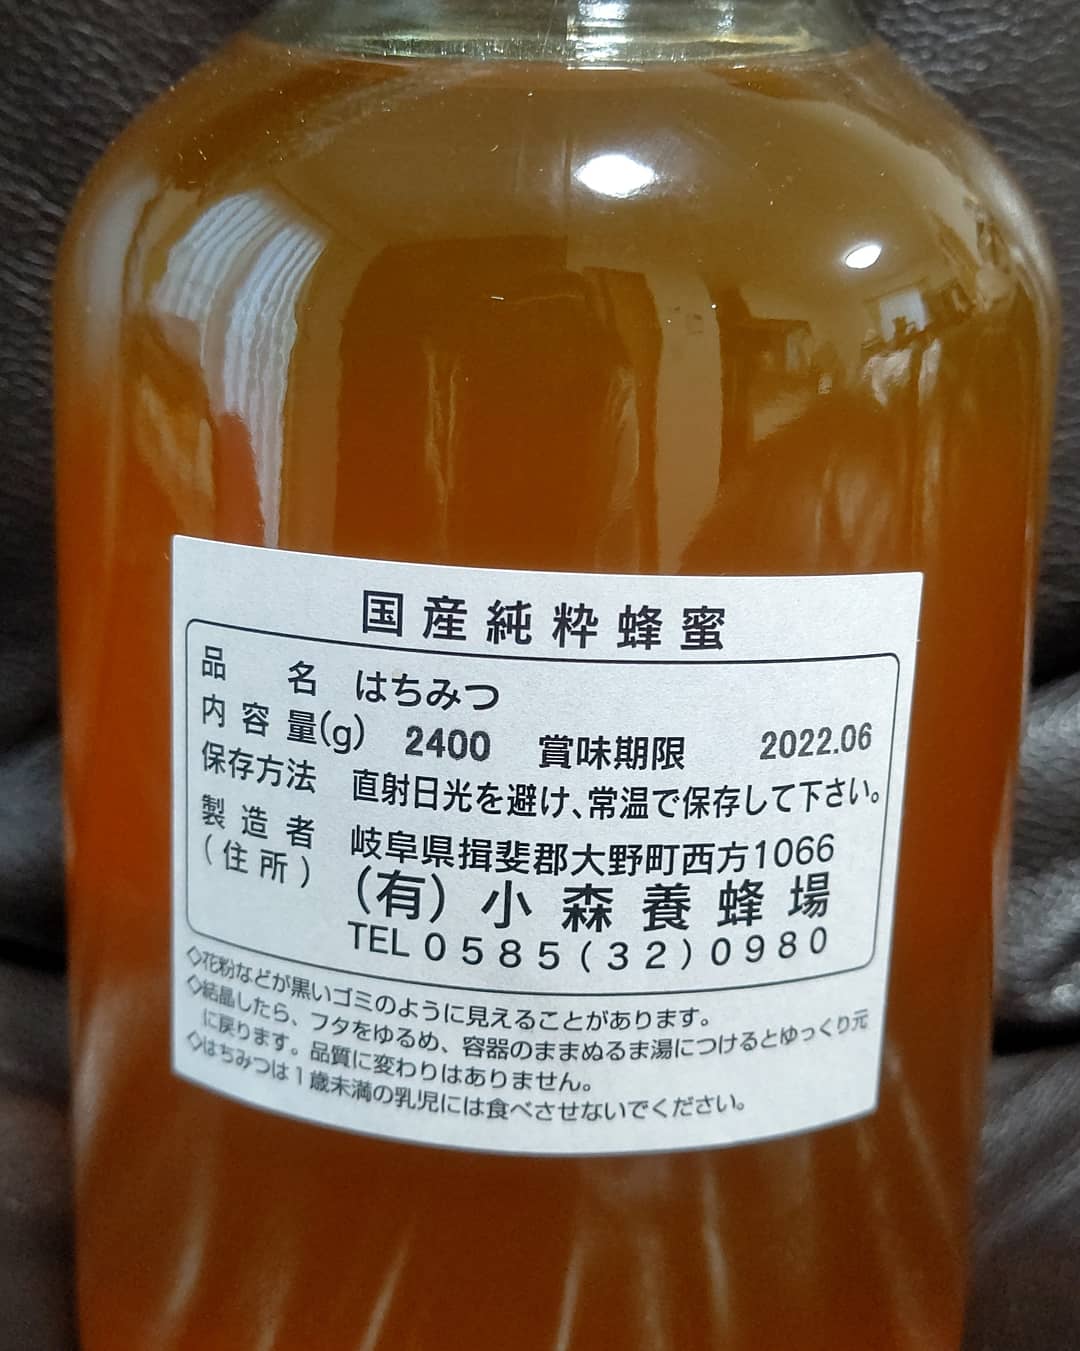 国産純粋蜂蜜
品名 はちみつ
内容量(g) 2400 賞味期限 2022.06
保存方法 直射日光を避け、常温で保存して下さい。
製造者 岐阜県揖斐郡大野町西方1066
(住所) (有)小森養蜂場
TEL0585(32)0980
◇花粉などが黒いゴミのように見えることがあります。
◇結晶したら、フタをゆるめ、容器のままぬるま湯につけるとゆっくり元
に戻ります。品質に変わりはありません。
◇はちみつは1歳未満の乳児には食べさせないでください。